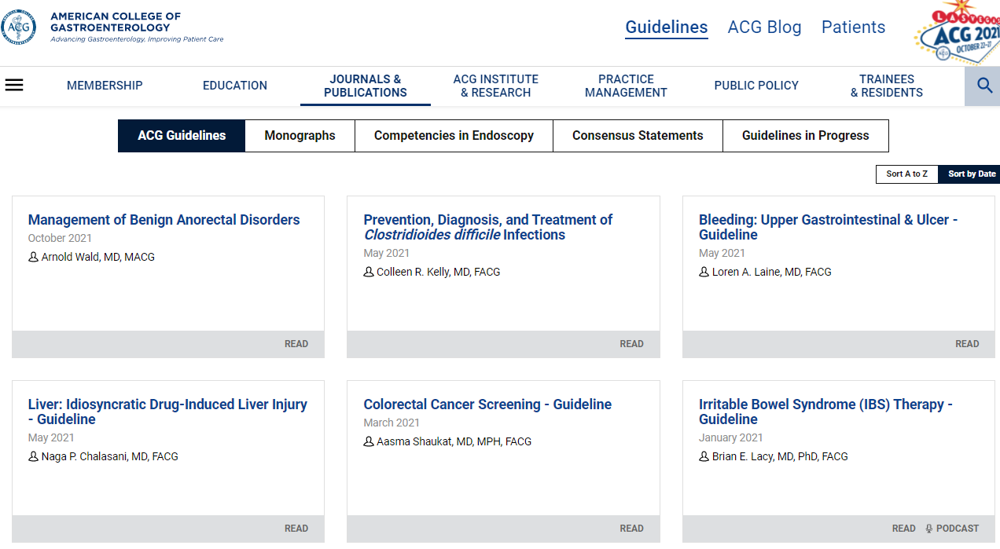 AMERICAN COLLEGE OF
GASTROENTEROLOGY
Advancing Gastroenterology, Improving Patient Care
ACG
Guidelines
ACG Blog
Patients
LAS VEGAS
ACG 2021
OCTOBER 22-27
MEMBERSHIP
EDUCATION
JOURNALS &
PUBLICATIONS
ACG INSTITUTE
& RESEARCH
PRACTICE
MANAGEMENT
PUBLIC POLICY
TRAINEES
& RESIDENTS
ACG Guidelines
Monographs
Competencies in Endoscopy
Consensus Statements
Guidelines in Progress
Sort A to Z
Sort by Date
Management of Benign Anorectal Disorders
October 2021
Arnold Wald, MD, MACG
READ
Prevention, Diagnosis, and Treatment of
Clostridioides difficile Infections
May 2021
Colleen R. Kelly, MD, FACG
READ
Bleeding: Upper Gastrointestinal & Ulcer -
Guideline
May 2021
Loren A. Laine, MD, FACG
READ
Liver: Idiosyncratic Drug-Induced Liver Injury
- Guideline
May 2021
Naga P. Chalasani, MD, FACG
READ
Colorectal Cancer Screening - Guideline
March 2021
Aasma Shaukat, MD, MPH, FACG
READ
Irritable Bowel Syndrome (IBS) Therapy -
Guideline
January 2021
Brian E. Lacy, MD, PhD, FACG
READ PODCAST